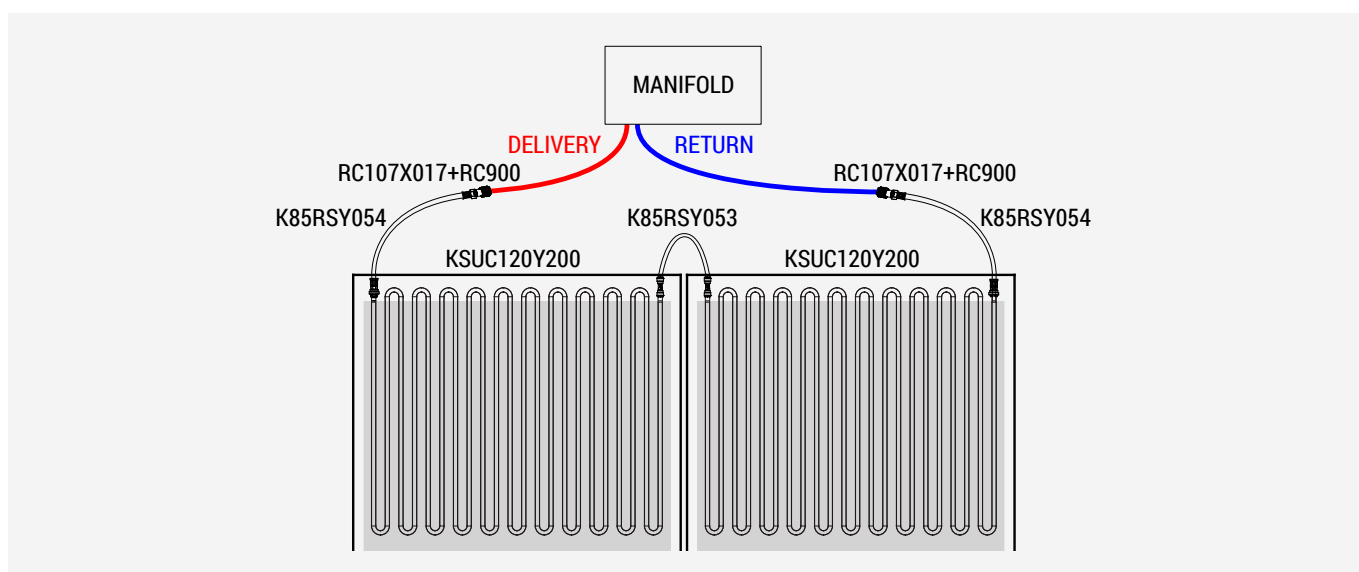 MANIFOLD
DELIVERY
RETURN
RC107X017+RC900
RC107X017+RC900
K85RSY054
K85RSY053
K85RSY054
KSUC120Y200
KSUC120Y200